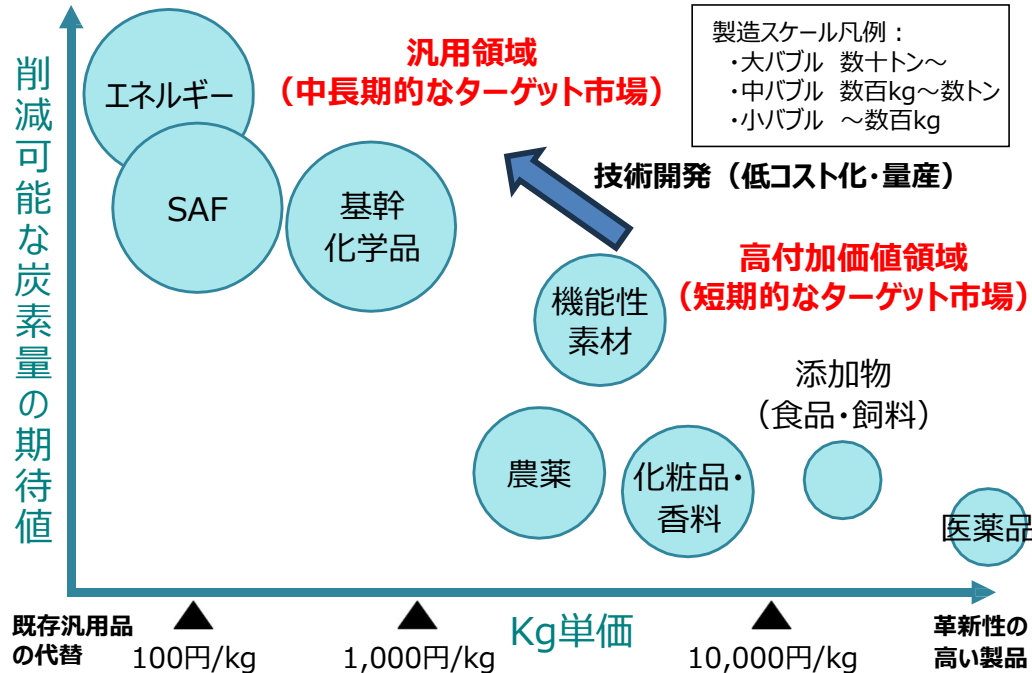 削減可能な炭素量の期待値
エネルギー
SAF
基幹
化学品
汎用領域
（中長期的なターゲット市場）
製造スケール凡例：
・大バブル 数十トン～
・中バブル 数百kg～数トン
・小バブル ～数百kg
技術開発（低コスト化・量産）
高付加価値領域
（短期的なターゲット市場）
機能性
素材
添加物
（食品・飼料）
農薬
化粧品・
香料
医薬品
既存汎用品
の代替
100円/kg
1,000円/kg
Kg単価
10,000円/kg
革新性の
高い製品